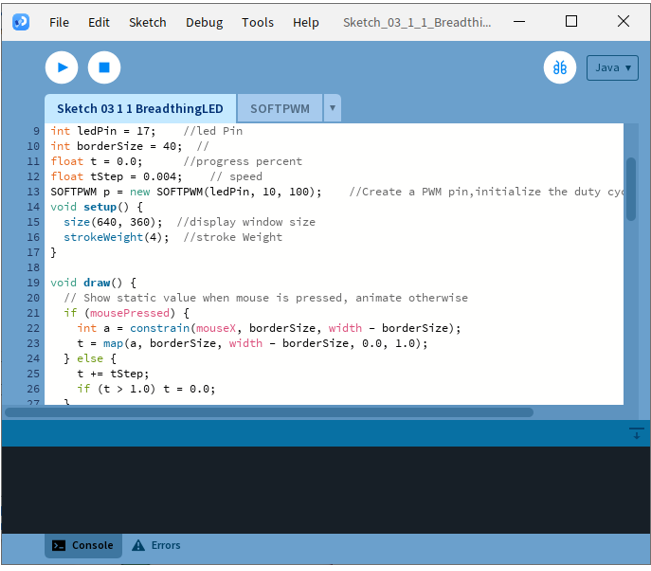 File Edit Sketch Debug Tools Help Sketch_03_1_1_Breadthi...
Java ▾
Sketch 03 1 1 BreadthingLED SOFTPWM ▾
9 int ledPin = 17; //led Pin
10 int borderSize = 40; //
11 float t = 0.0; //progress percent
12 float tStep = 0.004; // speed
13 SOFTPWM p = new SOFTPWM(ledPin, 10, 100); //Create a PWM pin,initialize the duty cyc
14 void setup() {
15 size(640, 360); //display window size
16 strokeWeight(4); //stroke Weight
17 }
18
19 void draw() {
20 // Show static value when mouse is pressed, animate otherwise
21 if (mousePressed) {
22 int a = constrain(mouseX, borderSize, width - borderSize);
23 t = map(a, borderSize, width - borderSize, 0.0, 1.0);
24 } else {
25 t += tStep;
26 if (t > 1.0) t = 0.0;
27 }
Console Errors